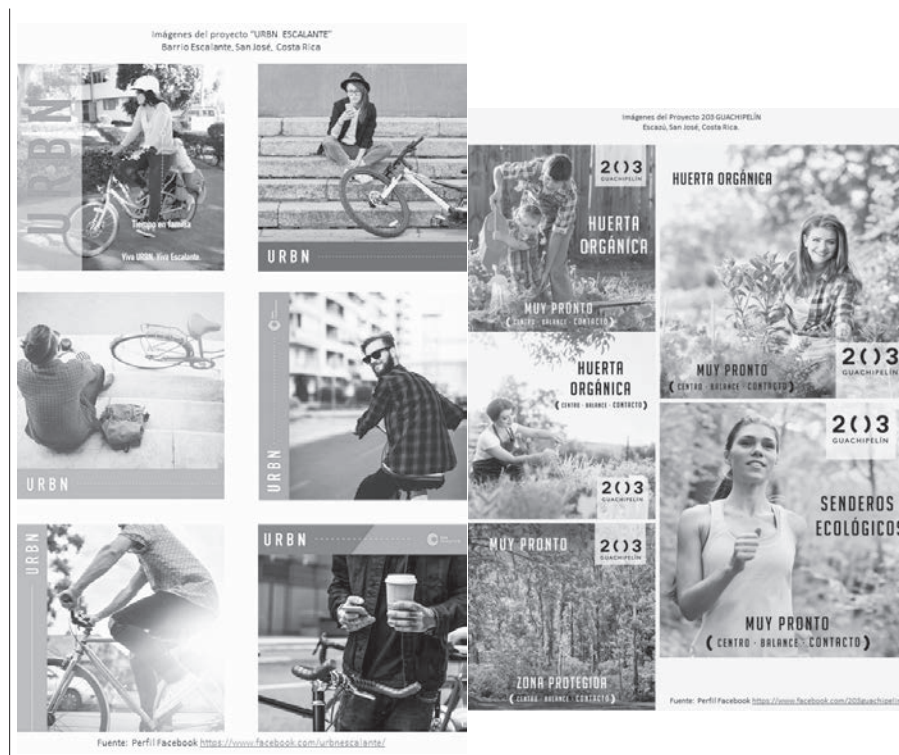 Imágenes del proyecto "URBN ESCALANTE"
Barrio Escalante, San José, Costa Rica
URBN
Tiempo en familia
Viva URBN. Viva Escalante.
URBN
URBN
URBN
URBN
URBN
Fuente: Perfil Facebook https://www.facebook.com/urbnescalante/
Imágenes del Proyecto 203 GUACHIPELÍN
Escazú, San José, Costa Rica.
2()3
GUACHIPELÍN
HUERTA
ORGÁNICA
MUY PRONTO
( CENTRO · BALANCE · CONTACTO )
HUERTA ORGÁNICA
MUY PRONTO
( CENTRO · BALANCE · CONTACTO )
2()3
GUACHIPELÍN
HUERTA
ORGÁNICA
( CENTRO · BALANCE · CONTACTO )
2()3
GUACHIPELÍN
2()3
GUACHIPELÍN
SENDEROS
ECOLÓGICOS
MUY PRONTO
( CENTRO · BALANCE · CONTACTO )
MUY PRONTO
2()3
GUACHIPELÍN
ZONA PROTEGIDA
( CENTRO · BALANCE · CONTACTO )
Fuente: Perfil Facebook https://www.facebook.com/203guachipelin